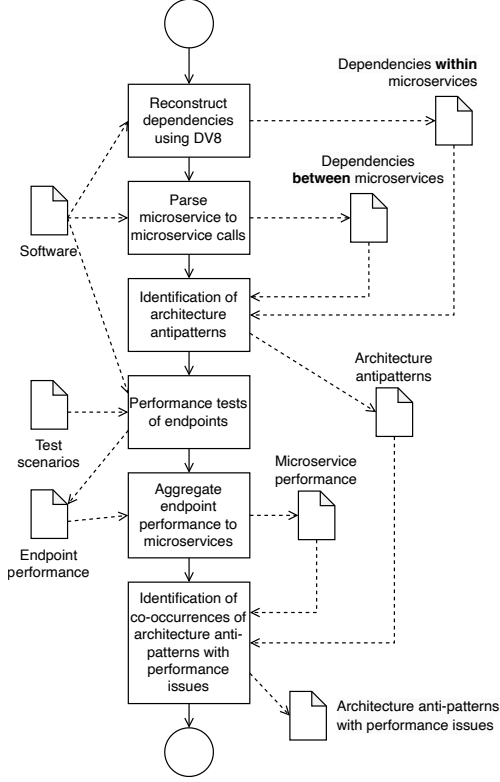 Dependencies within
microservices
Reconstruct
dependencies
using DV8
Dependencies
between microservices
Parse
microservice to
microservice calls
Software
Identification of
architecture
antipatterns
Architecture
antipatterns
Performance tests
of endpoints
Test
scenarios
Microservice
performance
Aggregate
endpoint
performance to
microservices
Endpoint
performance
Identification of
co-occurrences of
architecture anti-
patterns with
performance
issues
Architecture anti-patterns
with performance issues